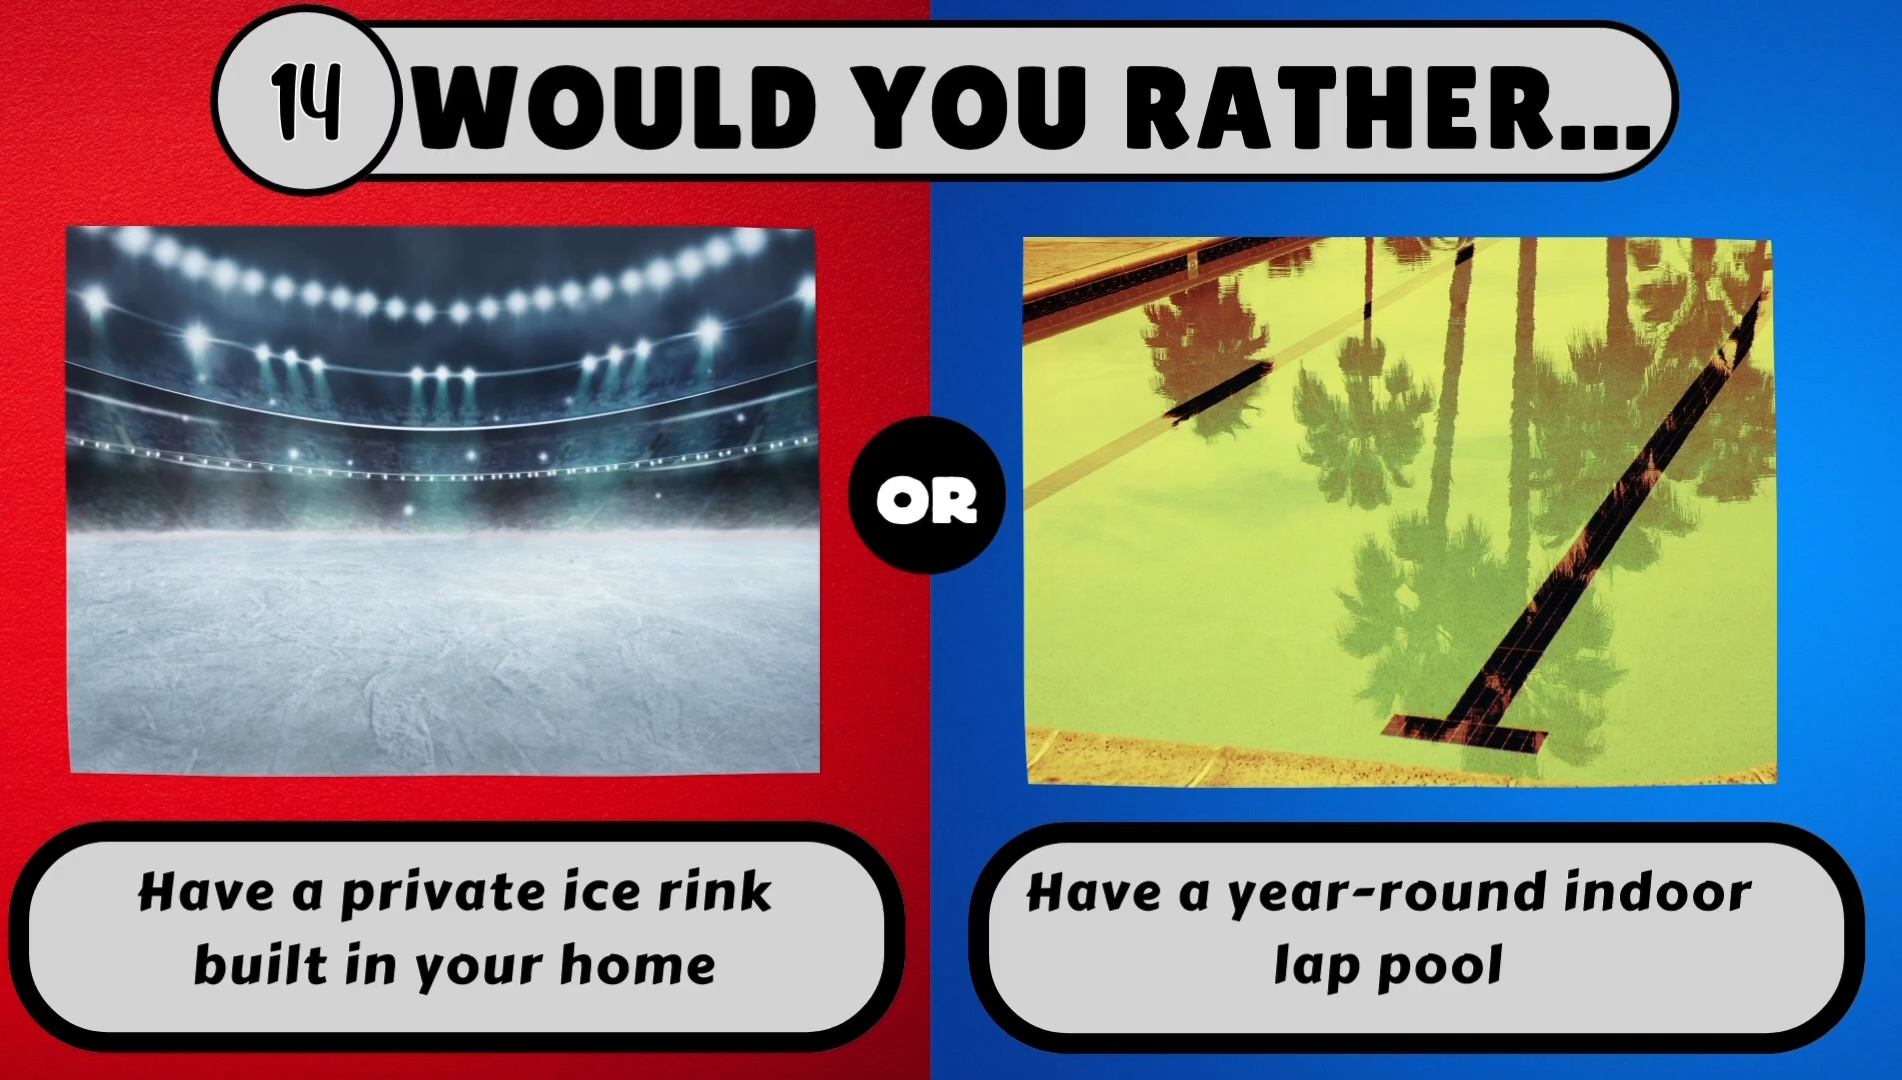 14
WOULD YOU RATHER...
OR
Have a private ice rink
built in your home
Have a year-round indoor
lap pool